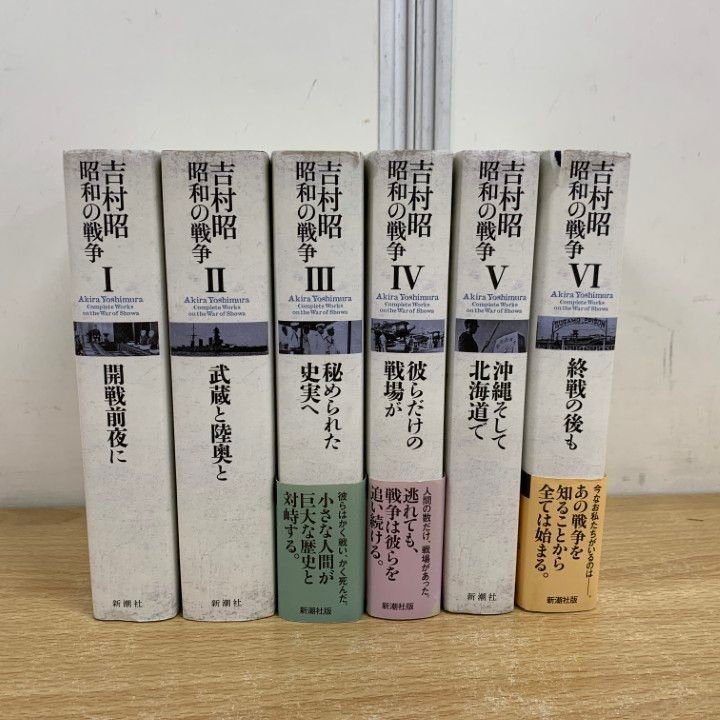 吉村昭
昭和の戦争
I
Akira Yoshimura
Complete Works
on the War of Showa
開戦前夜に
新潮社
吉村昭
昭和の戦争
II
Akira Yoshimura
Complete Works
on the War of Showa
武蔵と陸奥と
新潮社
吉村昭
昭和の戦争
III
Akira Yoshimura
Complete Works
on the War of Showa
秘められた
史実へ
彼らはかく戦い、かく死んだ。
小さな人間が
巨大な歴史と
対峙する。
新潮社版
吉村昭
昭和の戦争
IV
Akira Yoshimura
Complete Works
on the War of Showa
彼らだけの
戦場が
人間の数だけ、戦場があった。
逃れても、
戦争は彼らを
追い続ける。
新潮社版
吉村昭
昭和の戦争
V
Akira Yoshimura
Complete Works
on the War of Showa
沖縄そして
北海道で
新潮社
吉村昭
昭和の戦争
VI
Akira Yoshimura
Complete Works
on the War of Showa
SUGAMO PRISON
終戦の後も
今なお私たちがいるのは――。
あの戦争を
知ることから
全ては始まる。
新潮社版